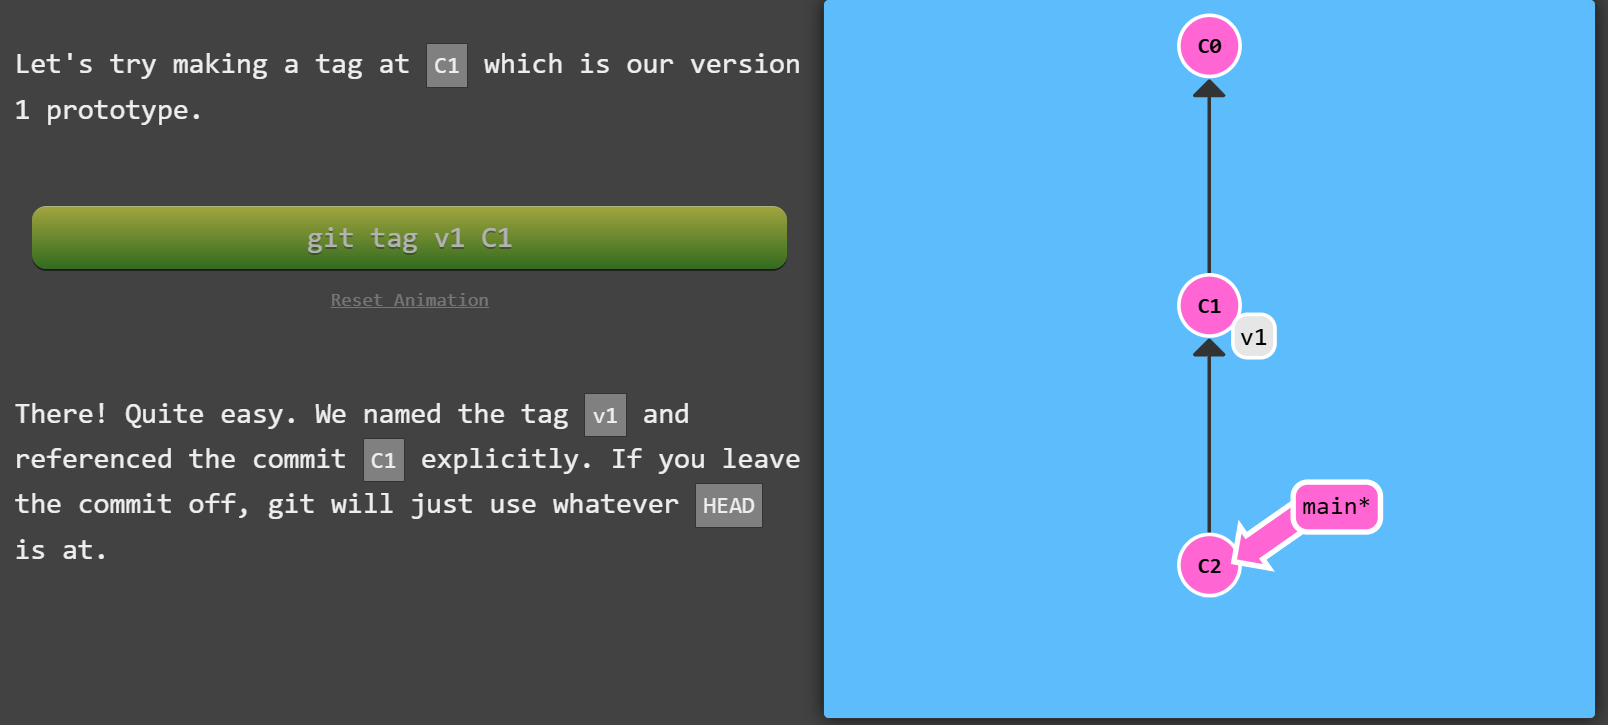 Let's try making a tag at C1 which is our version
1 prototype.
git tag v1 C1
Reset Animation
There! Quite easy. We named the tag v1 and
referenced the commit C1 explicitly. If you leave
the commit off, git will just use whatever HEAD
is at.
C0
C1
v1
main*
C2